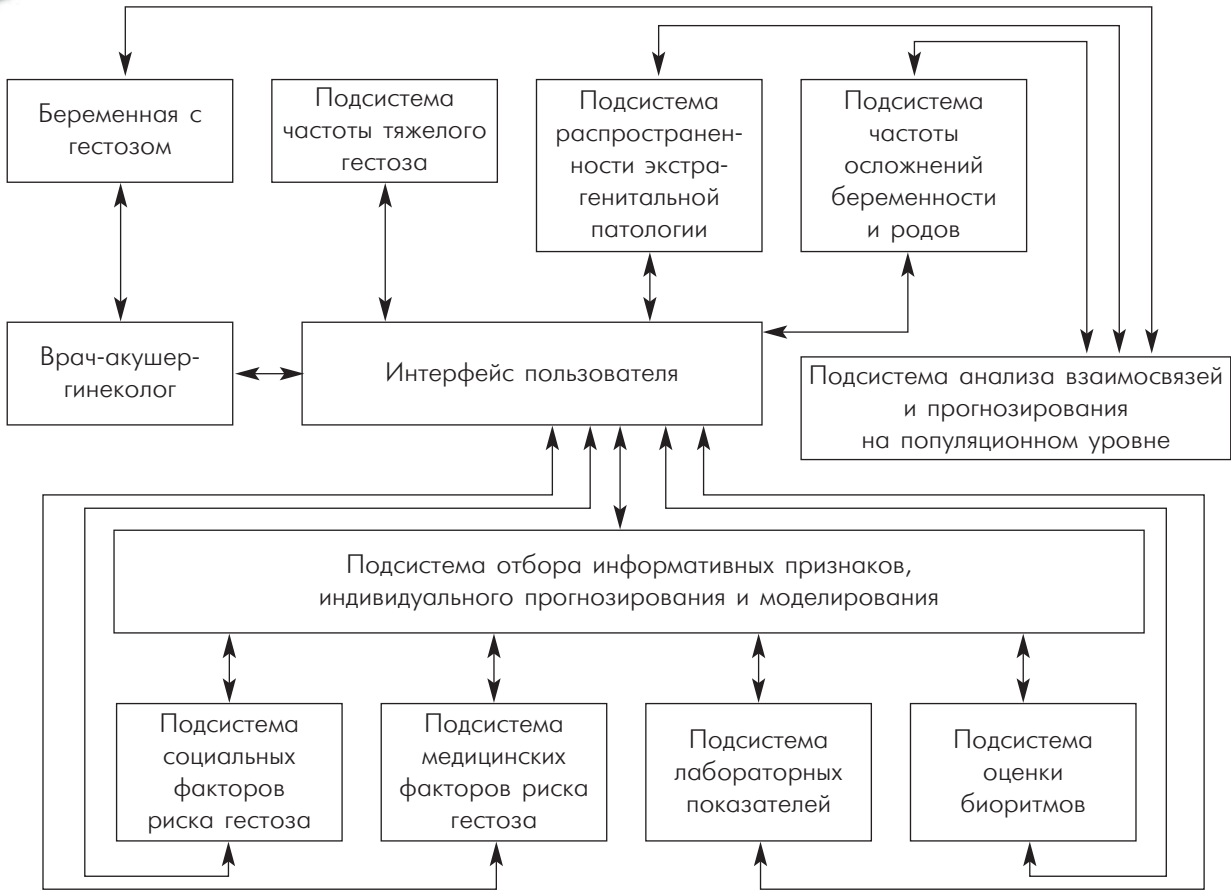 Беременная с
гестозом
Подсистема
частоты тяжелого
гестоза
Подсистема
распространен-
ности экстра-
генитальной
патологии
Подсистема
частоты
осложнений
беременности
и родов
Врач-акушер-
гинеколог
Интерфейс пользователя
Подсистема анализа взаимосвязей
и прогнозирования
на популяционном уровне
Подсистема отбора информативных признаков,
индивидуального прогнозирования и моделирования
Подсистема
социальных
факторов
риска гестоза
Подсистема
медицинских
факторов риска
гестоза
Подсистема
лабораторных
показателей
Подсистема
оценки
биоритмов